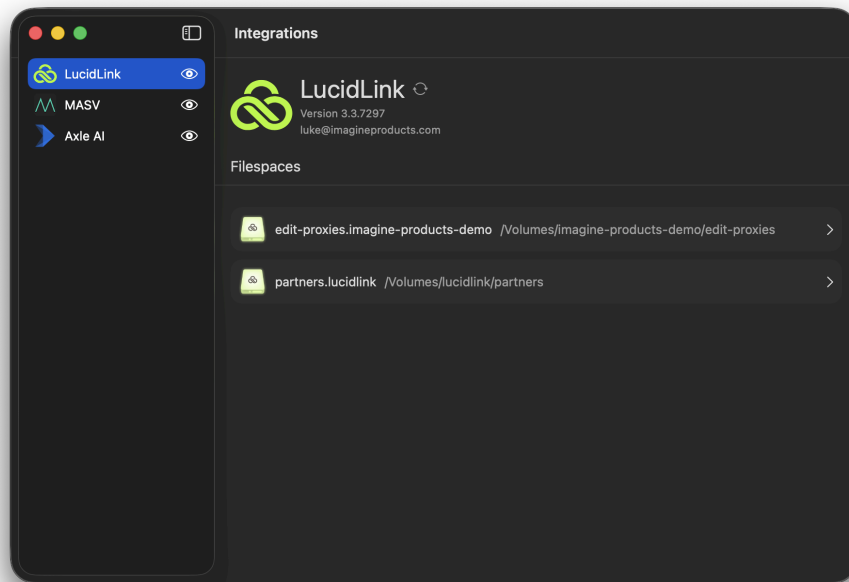 Integrations
LucidLink
MASV
Axle AI
LucidLink
Version 3.3.7297
luke@imagineproducts.com
Filespaces
edit-proxies.imagine-products-demo /Volumes/imagine-products-demo/edit-proxies
partners.lucidlink /Volumes/lucidlink/partners